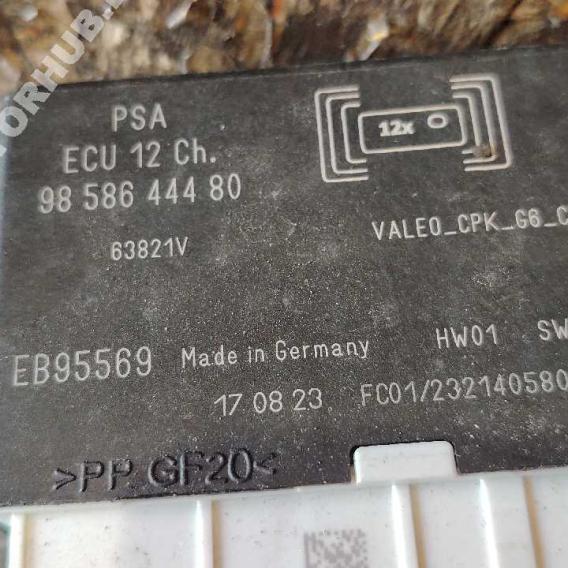 PSA
ECU 12 Ch.
98 586 444 80
12x
63821V
VALEO_CPK_G6_C
EB95569 Made in Germany HW01 SW
17 08 23 FC01/232140580
>PP GF20<